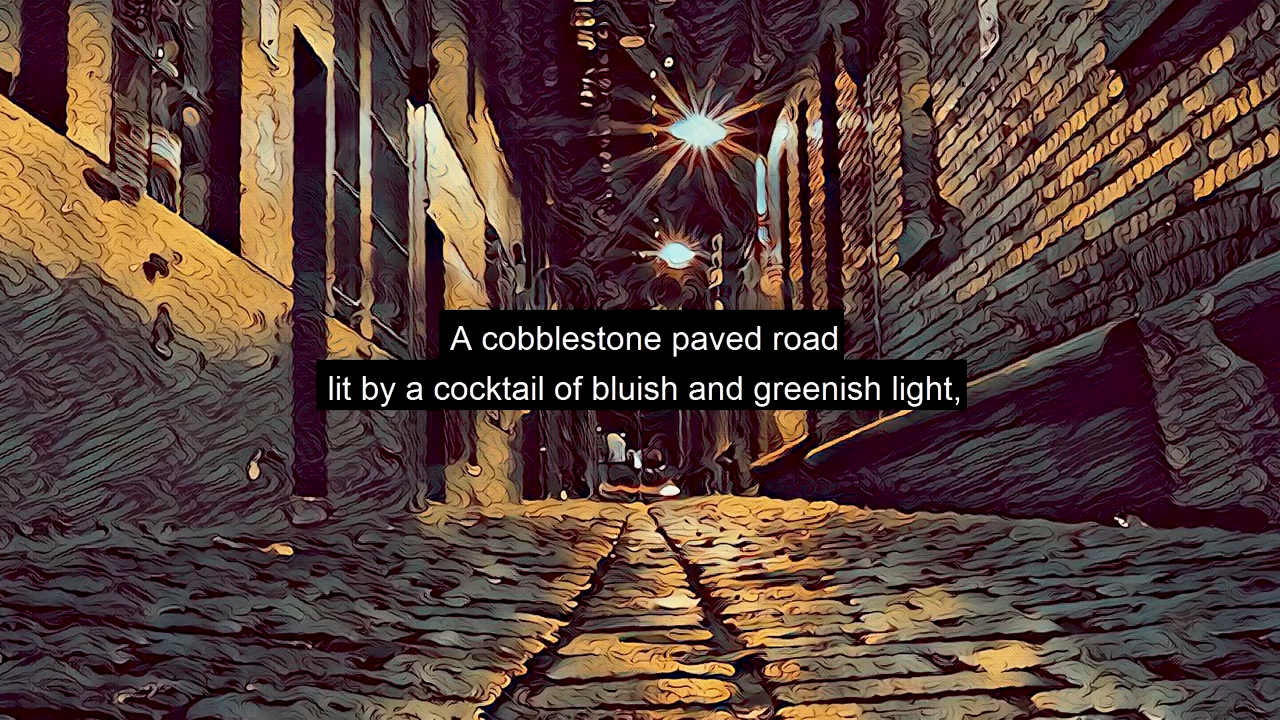 A cobblestone paved road
lit by a cocktail of bluish and greenish light,